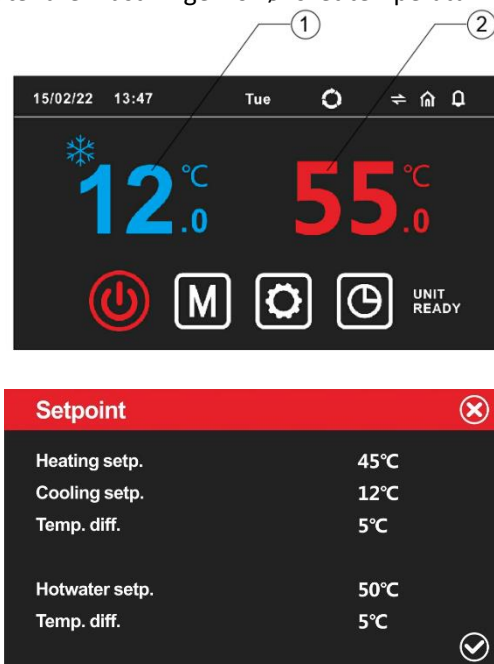 ① ②
15/02/22 13:47 Tue
12.0 ℃ 55.0 ℃
M UNIT
READY
Setpoint
Heating setp. 45℃
Cooling setp. 12℃
Temp. diff. 5℃
Hotwater setp. 50℃
Temp. diff. 5℃